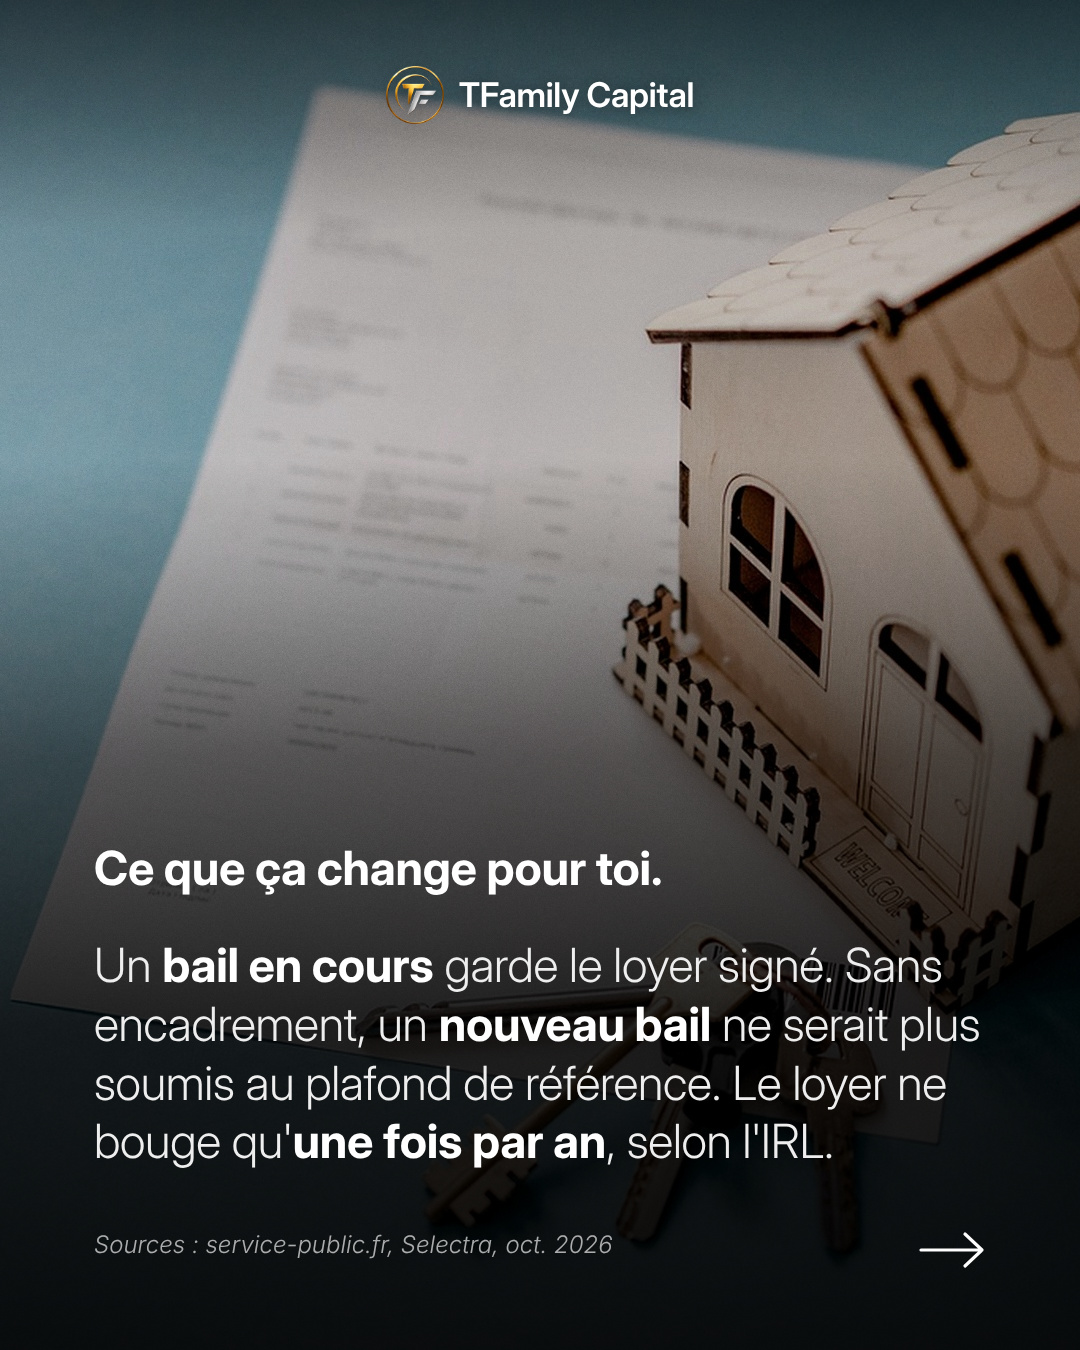 TF TFamily Capital
WELCOME
Ce que ça change pour toi.
Un bail en cours garde le loyer signé. Sans
encadrement, un nouveau bail ne serait plus
soumis au plafond de référence. Le loyer ne
bouge qu'une fois par an, selon l'IRL.
Sources : service-public.fr, Selectra, oct. 2026